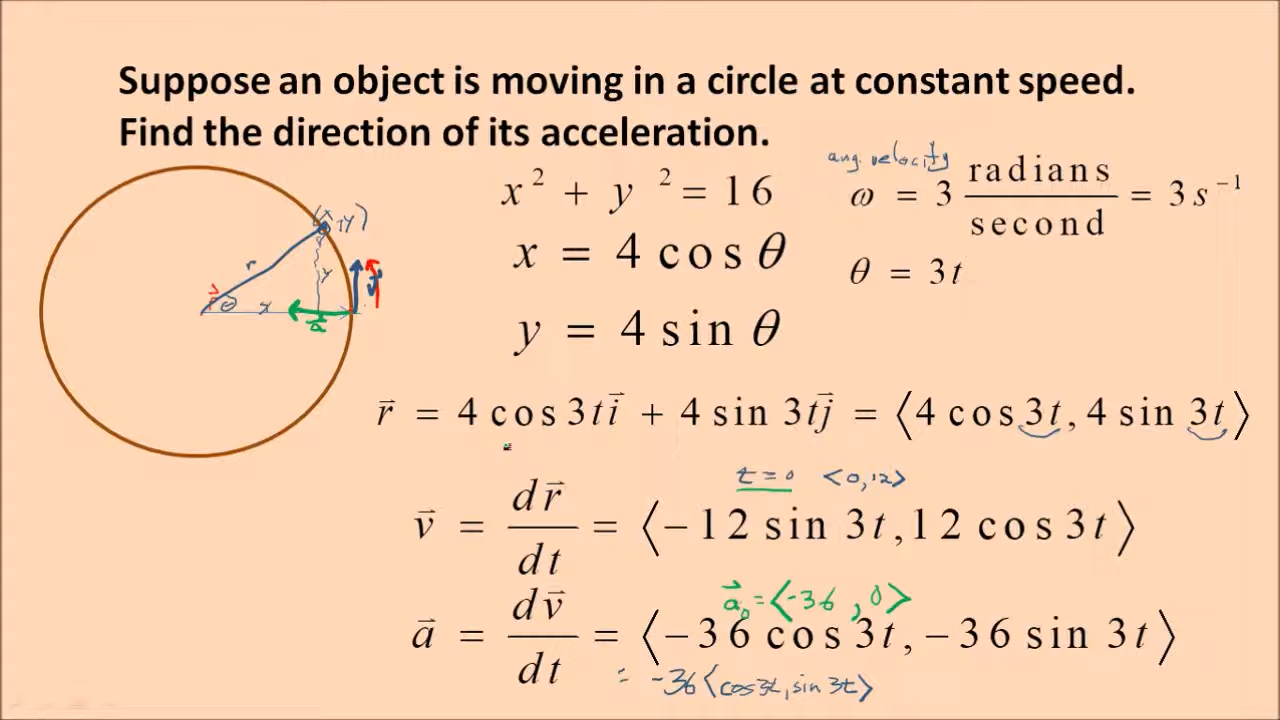 Suppose an object is moving in a circle at constant speed.
Find the direction of its acceleration.
ang. velocity
x² + y² = 16
ω = 3 radians/second = 3 s⁻¹
x = 4 cos θ
θ = 3t
y = 4 sin θ
(x, y)
r
y
θ
x
a⃗
r⃗ = 4 cos 3t i⃗ + 4 sin 3t j⃗ = ⟨4 cos 3t, 4 sin 3t⟩
t = 0 <0,12>
v⃗ = dr⃗/dt = ⟨−12 sin 3t, 12 cos 3t⟩
a⃗₀ = ⟨-36, 0⟩
a⃗ = dv⃗/dt = ⟨−36 cos 3t, −36 sin 3t⟩
= -36⟨cos3t, sin 3t⟩